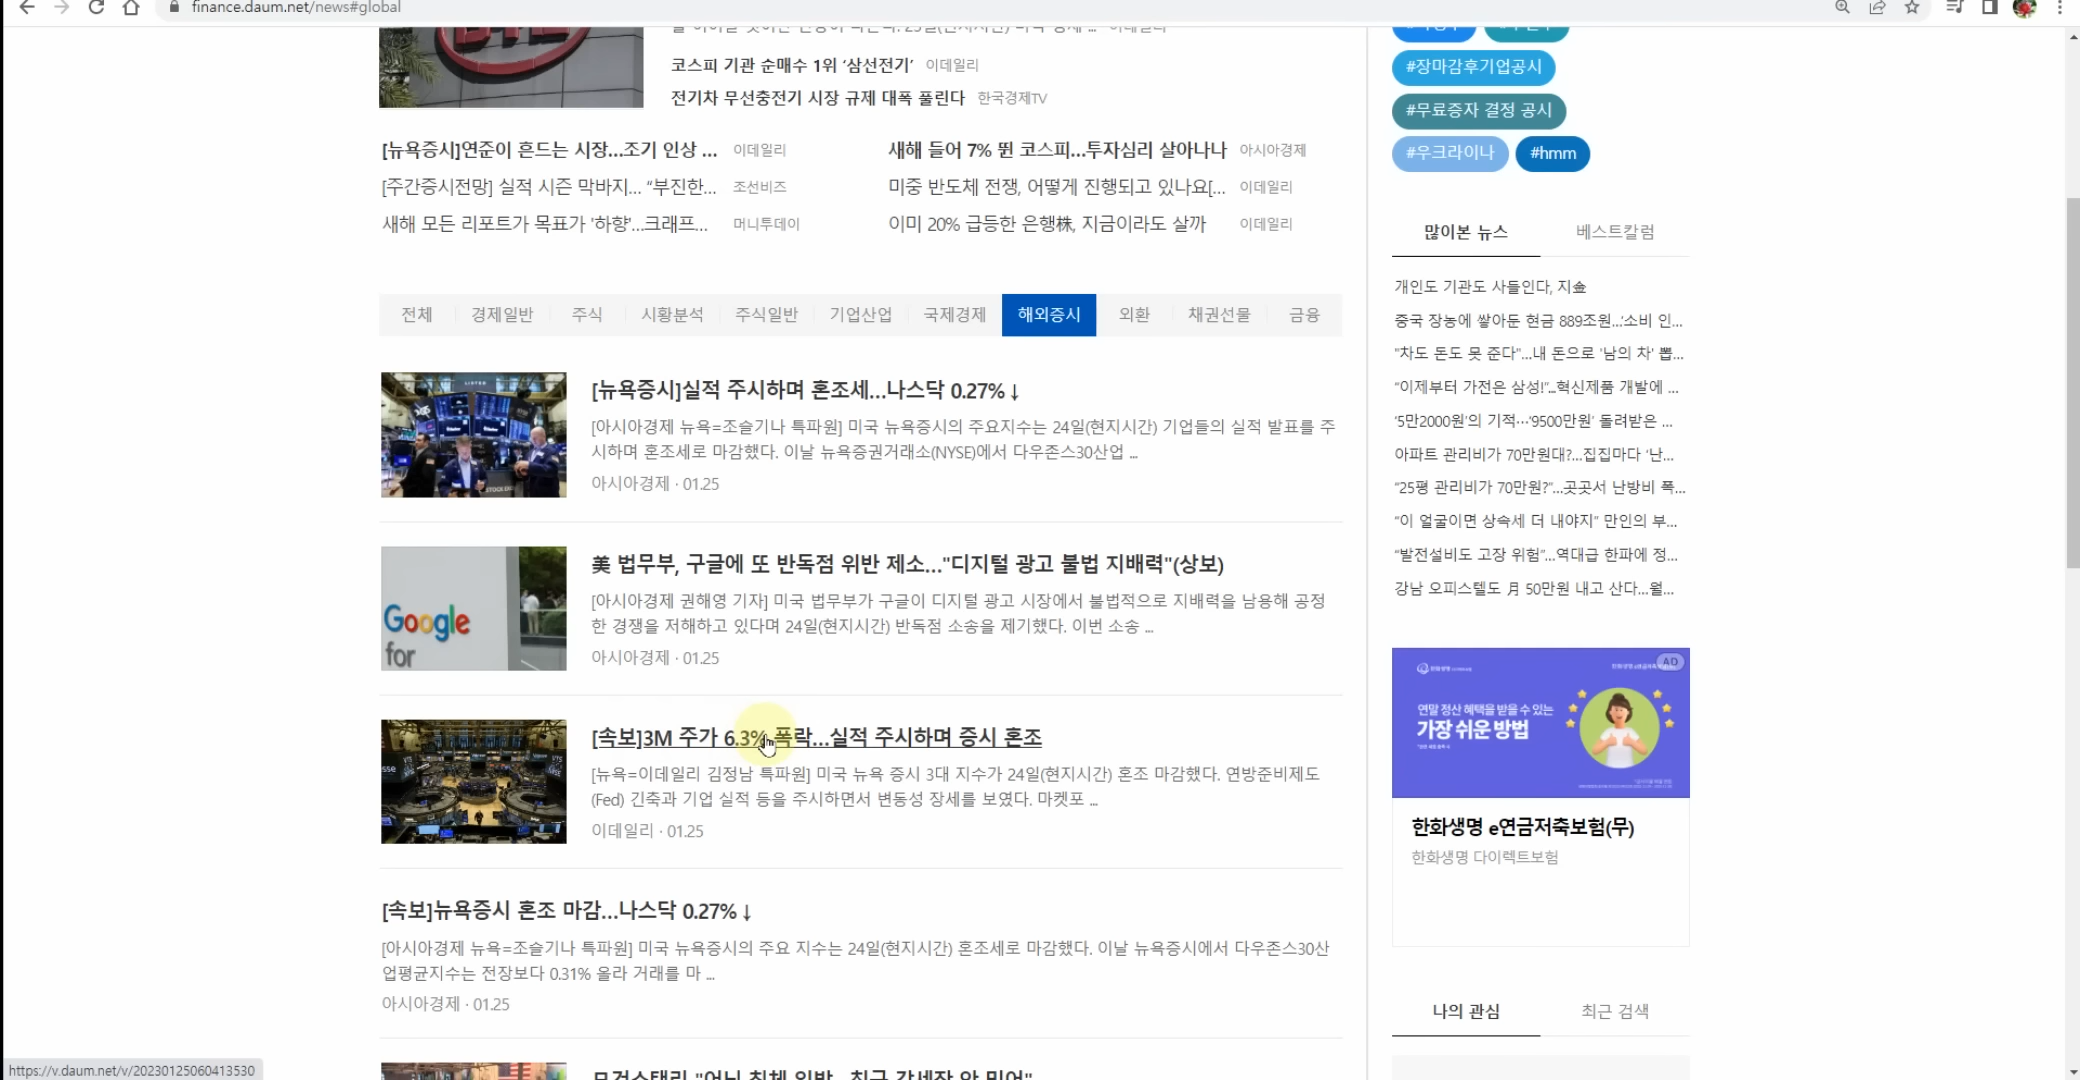 finance.daum.net/news#global
코스피 기관 순매수 1위 ‘삼선전기’ 이데일리
전기차 무선충전기 시장 규제 대폭 풀린다 한국경제TV
[뉴욕증시]연준이 흔드는 시장...조기 인상 ... 이데일리
[주간증시전망] 실적 시즌 막바지... “부진한... 조선비즈
새해 모든 리포트가 목표가 '하향'...크래프... 머니투데이
새해 들어 7% 뛴 코스피...투자심리 살아나나 아시아경제
미중 반도체 전쟁, 어떻게 진행되고 있나요[... 이데일리
이미 20% 급등한 은행株, 지금이라도 살까 이데일리
전체 경제일반 주식 시황분석 주식일반 기업산업 국제경제 해외증시 외환 채권선물 금융
[뉴욕증시]실적 주시하며 혼조세...나스닥 0.27%↓
[아시아경제 뉴욕=조슬기나 특파원] 미국 뉴욕증시의 주요지수는 24일(현지시간) 기업들의 실적 발표를 주
시하며 혼조세로 마감했다. 이날 뉴욕증권거래소(NYSE)에서 다우존스30산업 ...
아시아경제 · 01.25
Google
for
美 법무부, 구글에 또 반독점 위반 제소..."디지털 광고 불법 지배력"(상보)
[아시아경제 권해영 기자] 미국 법무부가 구글이 디지털 광고 시장에서 불법적으로 지배력을 남용해 공정
한 경쟁을 저해하고 있다며 24일(현지시간) 반독점 소송을 제기했다. 이번 소송 ...
아시아경제 · 01.25
[속보]3M 주가 6.3% 폭락...실적 주시하며 증시 혼조
[뉴욕=이데일리 김정남 특파원] 미국 뉴욕 증시 3대 지수가 24일(현지시간) 혼조 마감했다. 연방준비제도
(Fed) 긴축과 기업 실적 등을 주시하면서 변동성 장세를 보였다. 마켓포 ...
이데일리 · 01.25
[속보]뉴욕증시 혼조 마감...나스닥 0.27%↓
[아시아경제 뉴욕=조슬기나 특파원] 미국 뉴욕증시의 주요 지수는 24일(현지시간) 혼조세로 마감했다. 이날 뉴욕증시에서 다우존스30산
업평균지수는 전장보다 0.31% 올라 거래를 마 ...
아시아경제 · 01.25
#장마감후기업공시
#무료증자 결정 공시
#우크라이나 #hmm
많이본 뉴스 베스트칼럼
개인도 기관도 사들인다, 지金
중국 장농에 쌓아둔 현금 889조원...'소비 인...
"차도 돈도 못 준다"...내 돈으로 '남의 차' 뽑...
“이제부터 가전은 삼성!”...혁신제품 개발에 ...
‘5만2000원’의 기적…‘9500만원’ 돌려받은 ...
아파트 관리비가 70만원대?...집집마다 ‘난...
“25평 관리비가 70만원?”...곳곳서 난방비 폭...
“이 얼굴이면 상속세 더 내야지” 만인의 부...
“발전설비도 고장 위험”...역대급 한파에 정...
강남 오피스텔도 月 50만원 내고 산다...월...
AD
연말 정산 혜택을 받을 수 있는
가장 쉬운 방법
한화생명 e연금저축보험(무)
한화생명 다이렉트보험
나의 관심 최근 검색
https://v.daum.net/v/20230125060413530